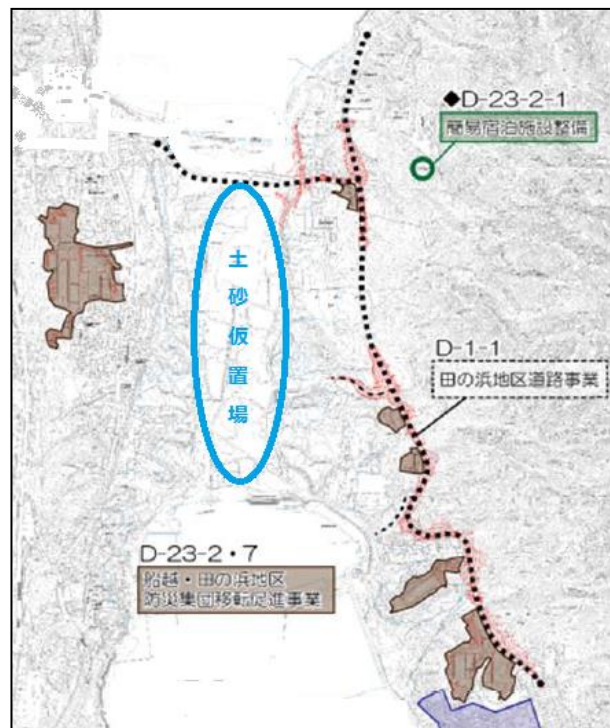 ◆D-23-2-1
簡易宿泊施設整備
土砂仮置場
D-1-1
田の浜地区道路事業
D-23-2・7
船越・田の浜地区
防災集団移転促進事業